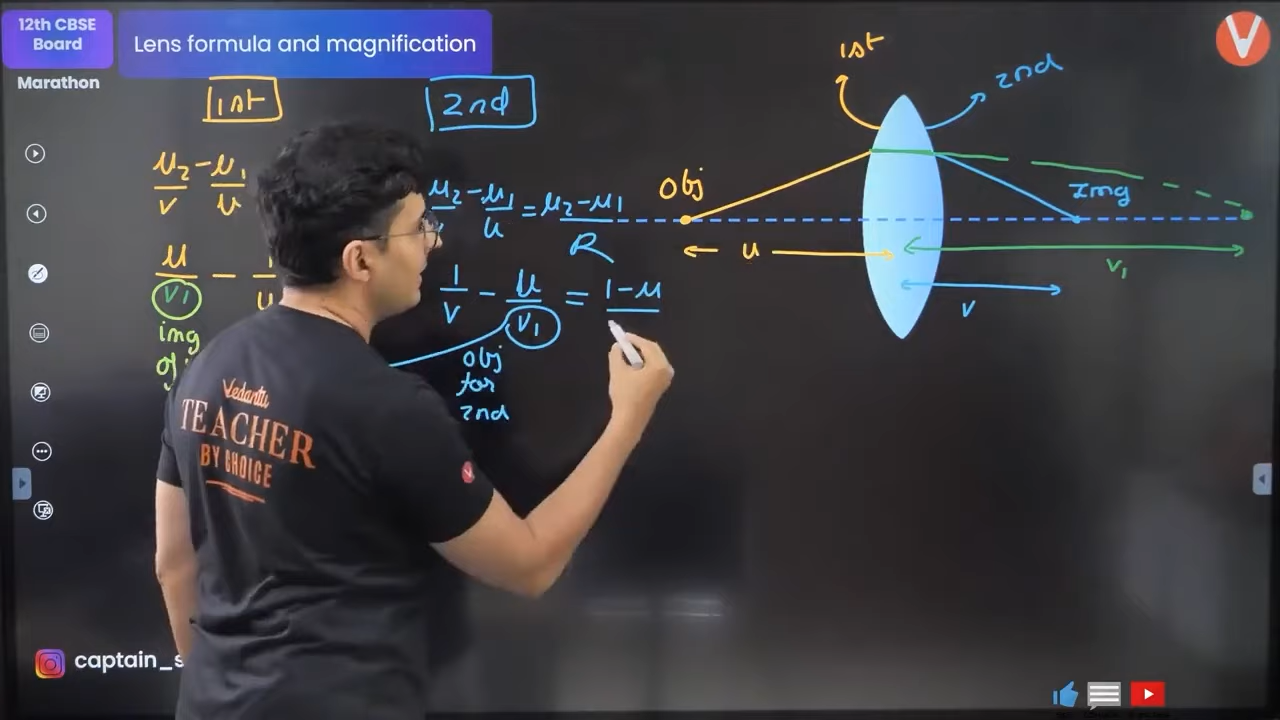 12th CBSE
Board
Marathon
Lens formula and magnification
1st
2nd
μ2/v - μ1/u
μ2 - μ1/u = μ2-μ1/R
μ/v1 - 1/u
1/v - μ/v1 = 1-μ
img
obj
for
2nd
1st
2nd
Obj
Img
u
v1
v
Vedantu
TEACHER
BY CHOICE
captain_s